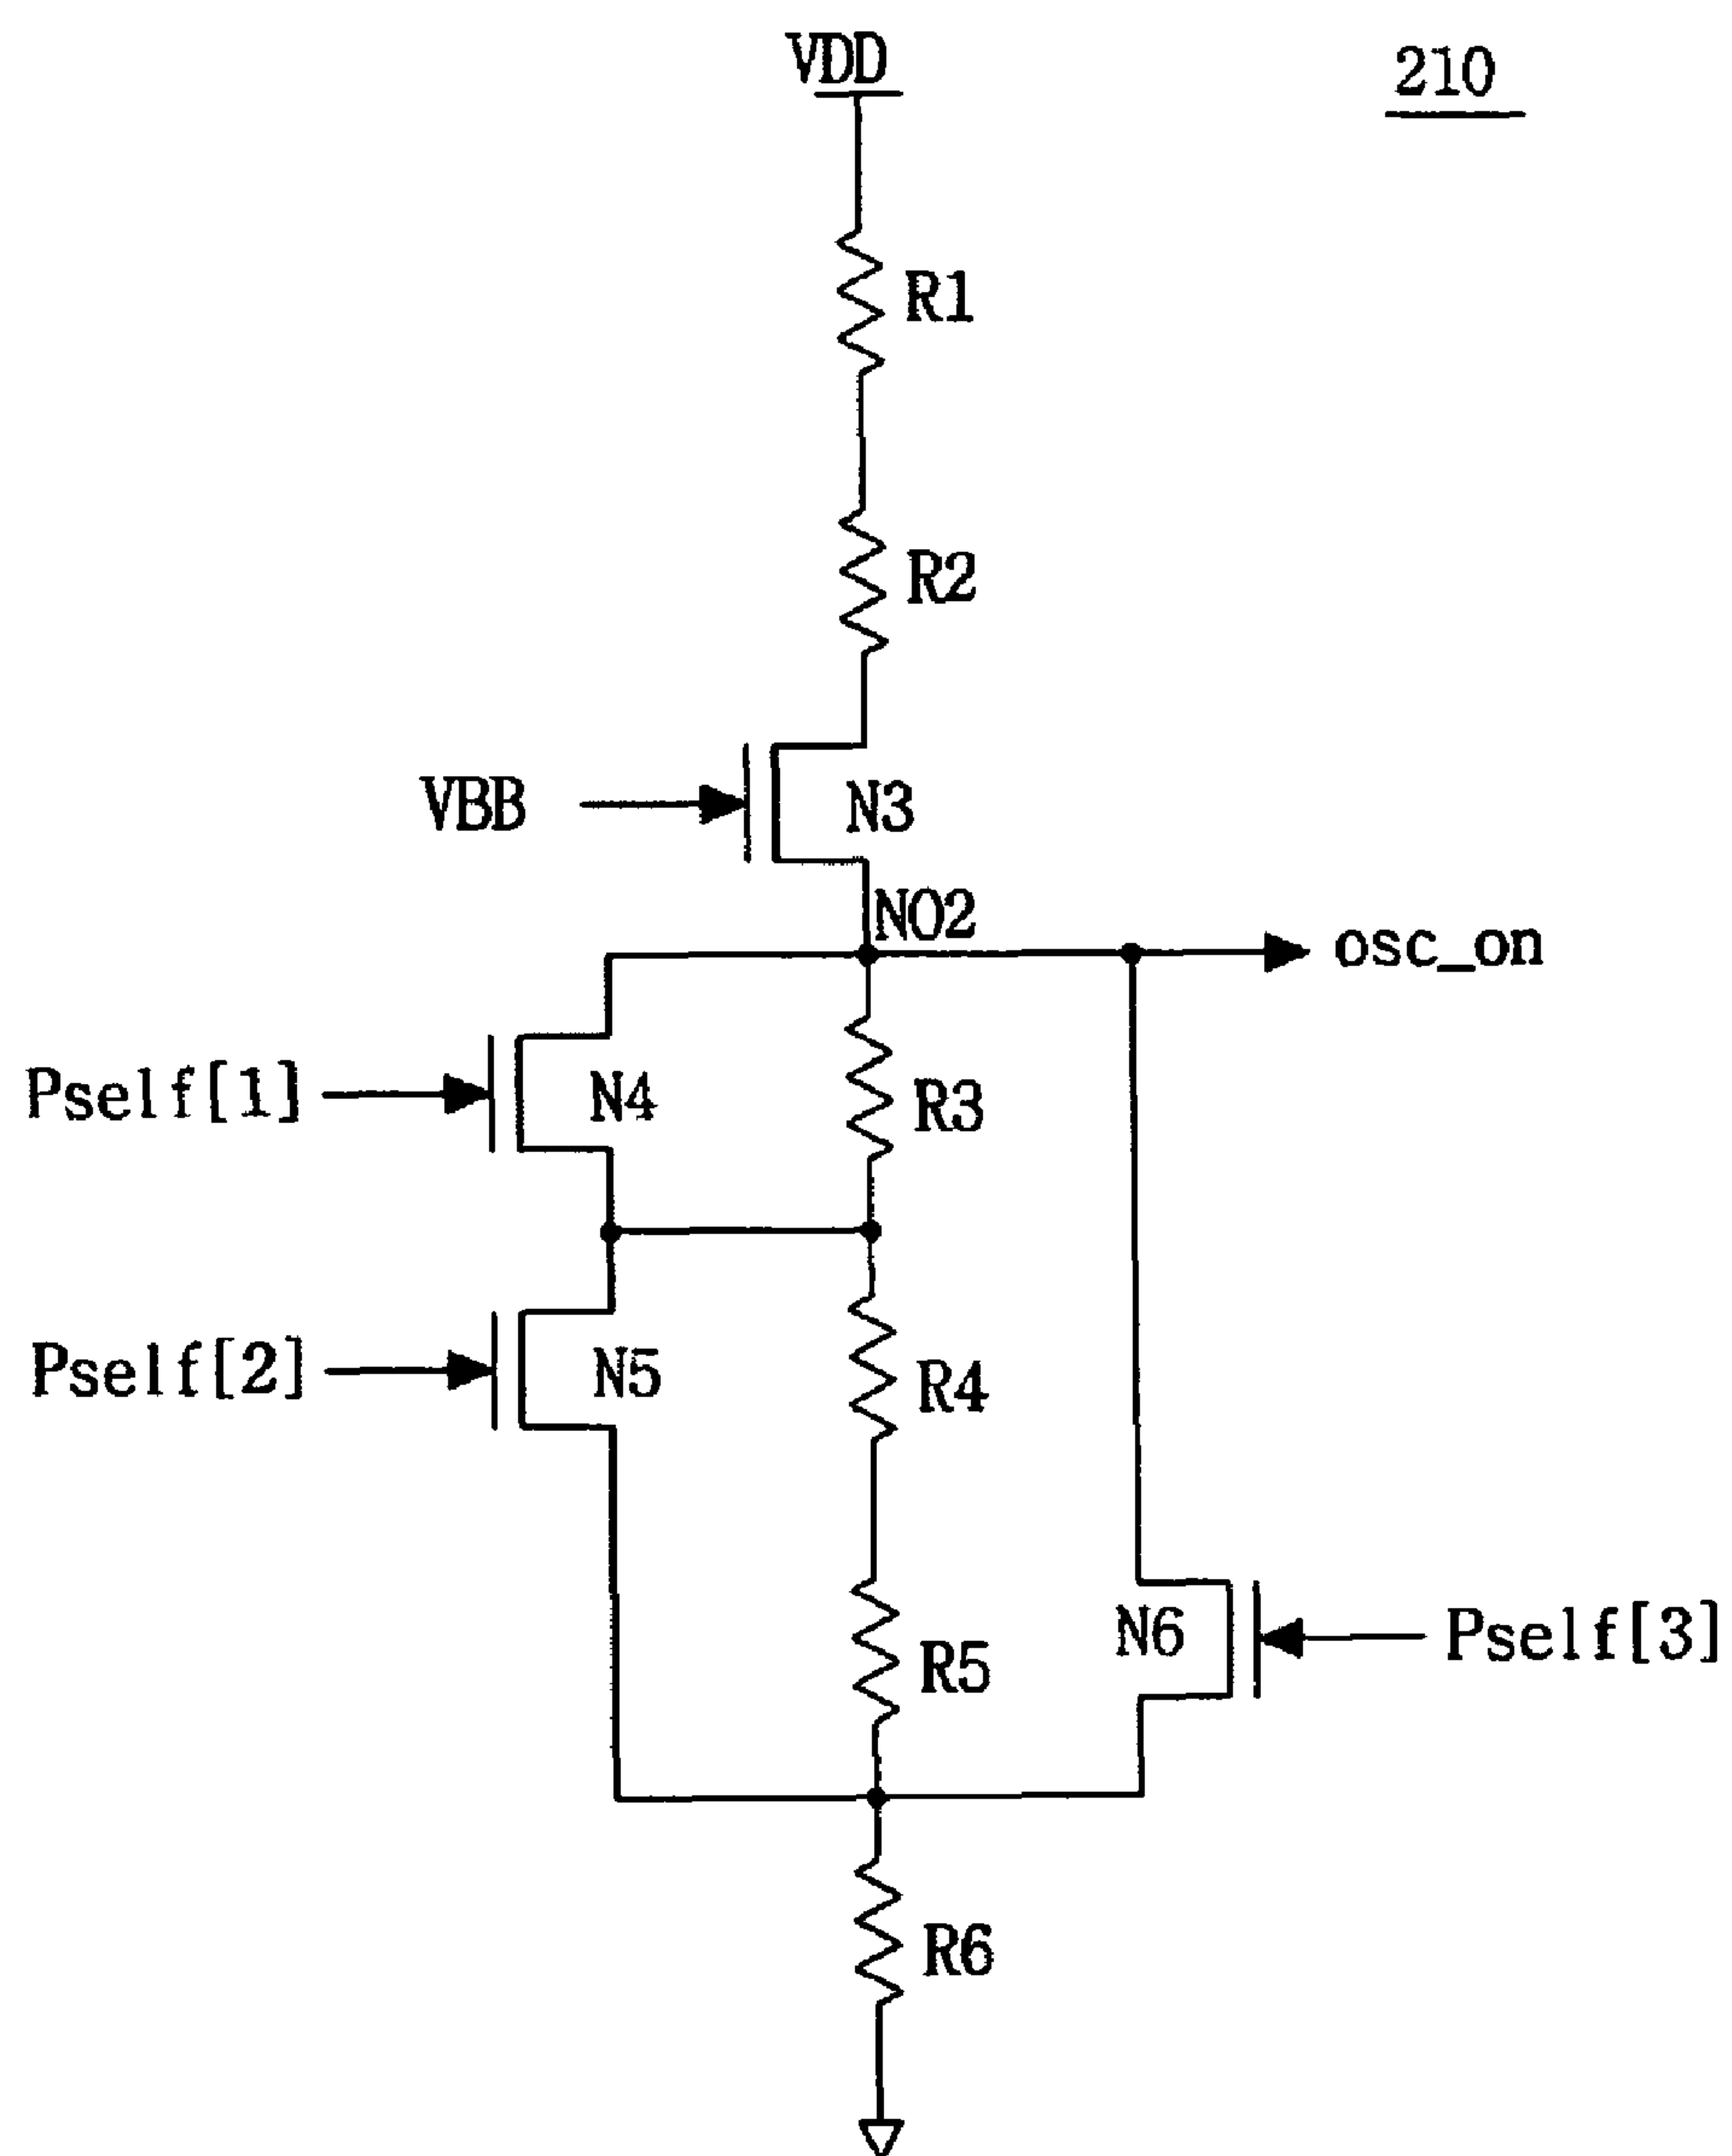 VDD
210
R1
R2
VBB
N3
NO2
osc_on
Pself[1]
N4
R3
Pself[2]
N5
R4
N6
Pself[3]
R5
R6